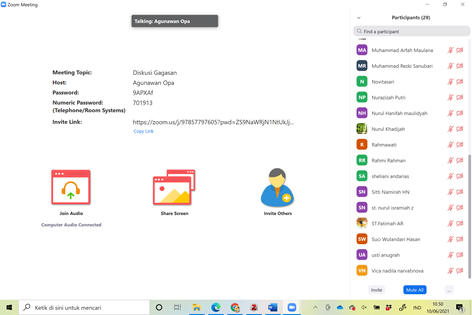 Zoom Meeting
Talking: Agunawan Opa
Meeting Topic: Diskusi Gagasan
Host: Agunawan Opa
Password: 9APXAf
Numeric Password: 701913
(Telephone/Room Systems)
Invite Link: https://zoom.us/j/97857797605?pwd=ZS9NaWRjN1NtUkJj...
Copy Link
Join Audio
Share Screen
Invite Others
Computer Audio Connected
Participants (29)
Find a participant
MA Muhammad Arfah Maulana
MR Muhammad Rezki Sanubari
N Novitasari
NP Nurazizah Putri
NH Nurul Hanifah maulidyah
Nurul Khadijah
R Rahmawati
RR Rahmi Rahman
SA sheliani andarias
SN Sitti Namirah HN
SN st. nurul isramiah z
ST.Fatimah AR
SW Suci Wulandari Hasan
UA usti anugrah
VN Vica nadila narvatinova
Invite
Mute All
...
Ketik di sini untuk mencari
10:50
10/06/2021